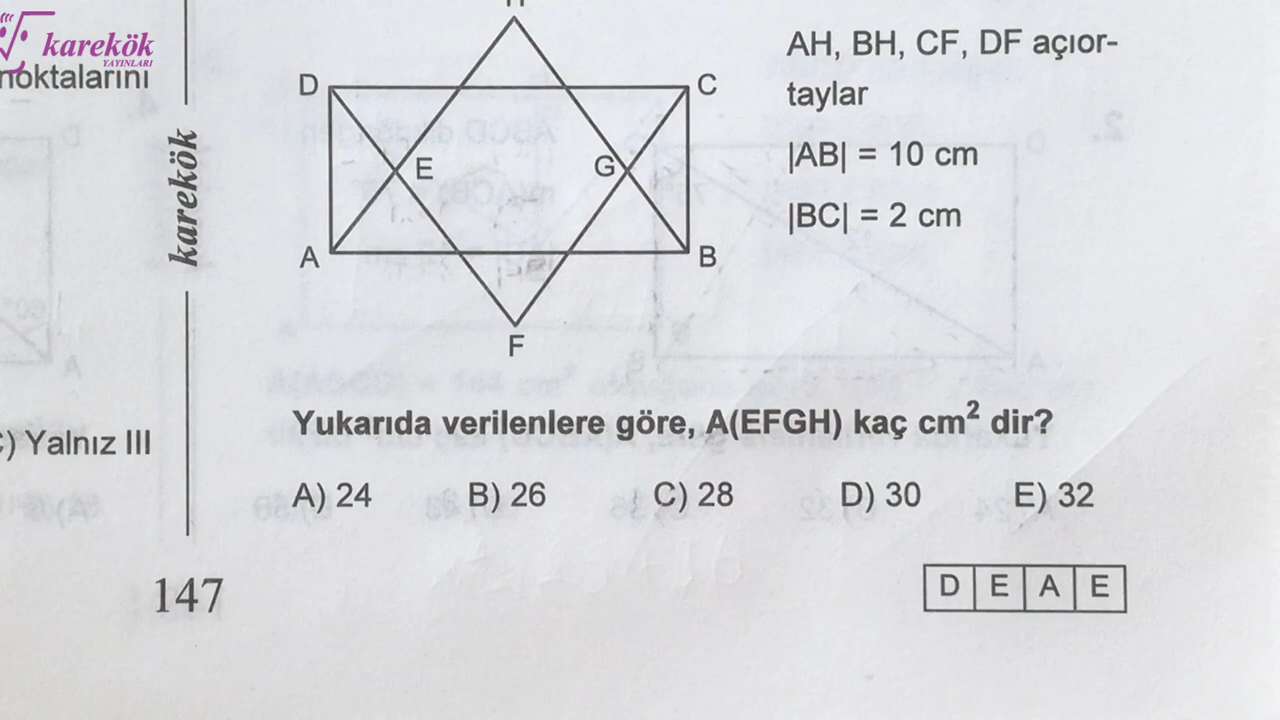 karekök
YAYINLARI
noktalarını
karekök
D
C
E
G
A
B
F
AH, BH, CF, DF açıor-
taylar
|AB| = 10 cm
|BC| = 2 cm
Yukarıda verilenlere göre, A(EFGH) kaç cm² dir?
) Yalnız III
A) 24 B) 26 C) 28 D) 30 E) 32
147
D E A E